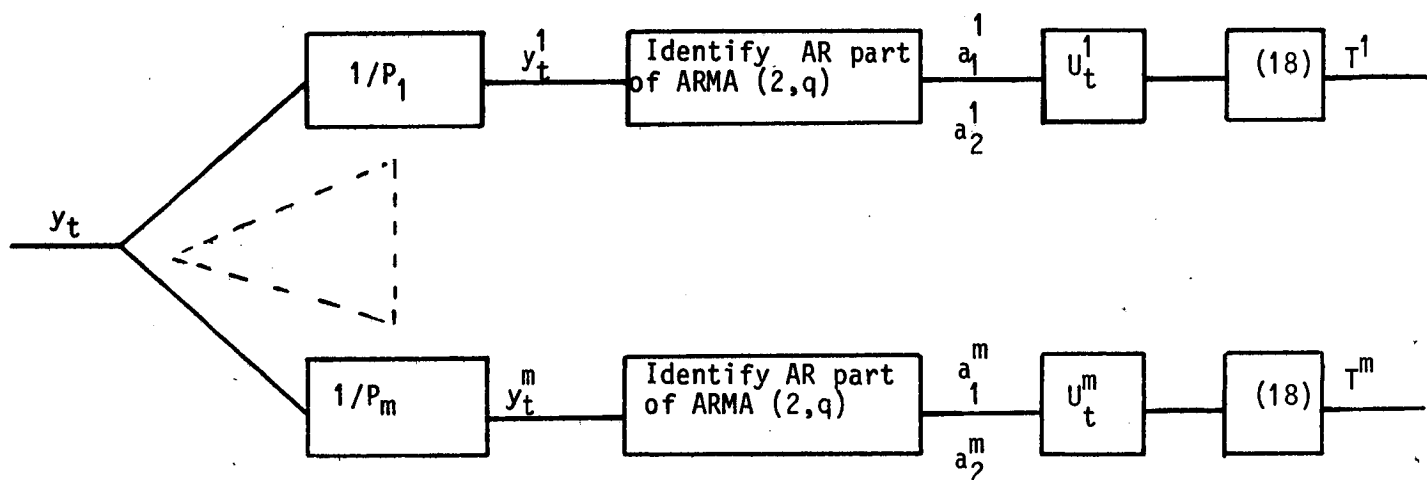 y_t
1/P_1
y_t^1
Identify AR part
of ARMA (2,q)
a_1^1
a_2^1
U_t^1
(18)
T^1
1/P_m
y_t^m
Identify AR part
of ARMA (2,q)
a_1^m
a_2^m
U_t^m
(18)
T^m